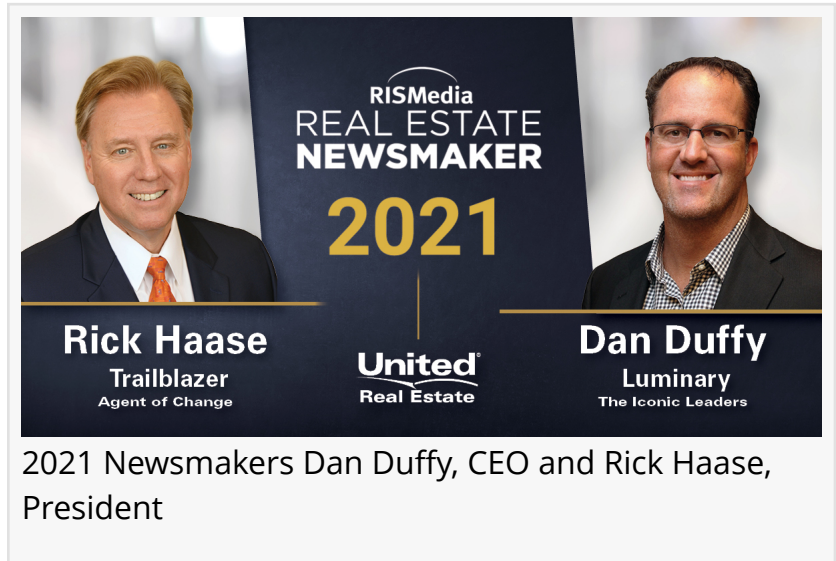 RISMedia
REAL ESTATE
NEWSMAKER
2021
Rick Haase
Trailblazer
Agent of Change
United®
Real Estate
Dan Duffy
Luminary
The Iconic Leaders
2021 Newsmakers Dan Duffy, CEO and Rick Haase,
President